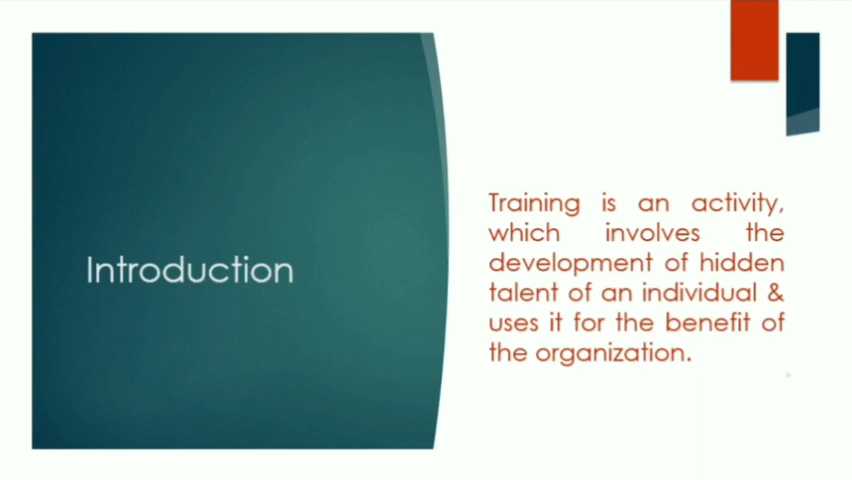 Introduction
Training is an activity,
which involves the
development of hidden
talent of an individual &
uses it for the benefit of
the organization.